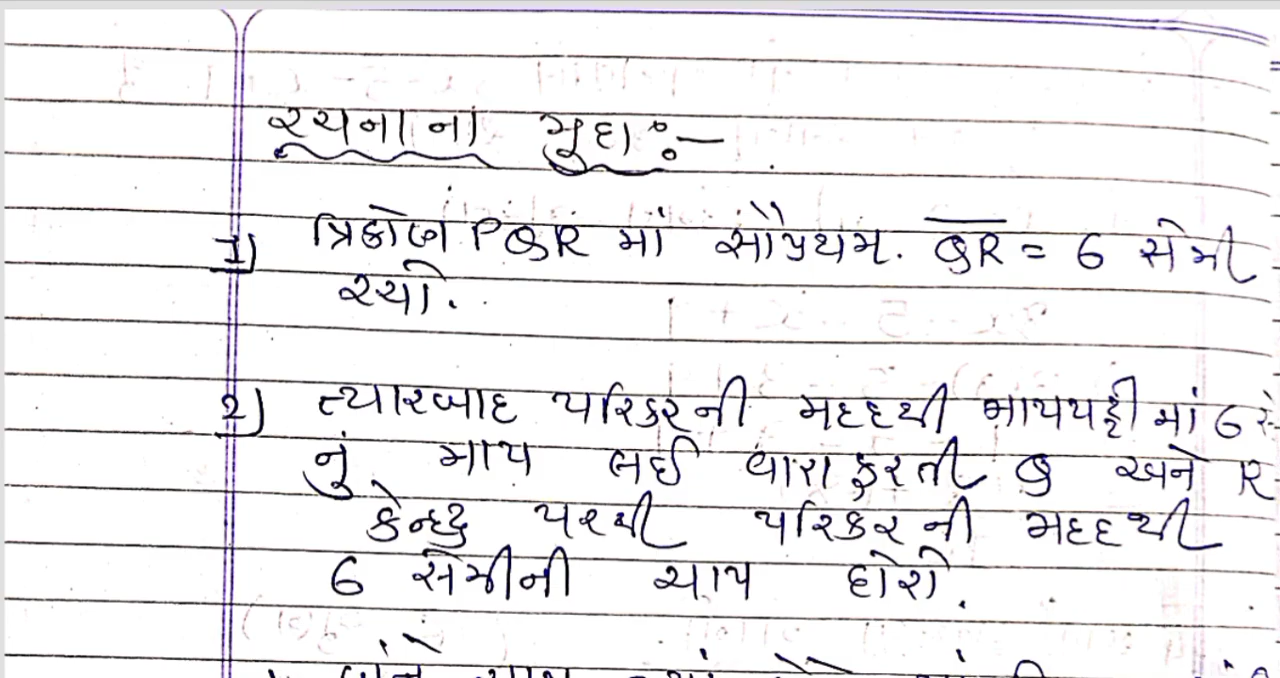 રચનાના મુદ્દા :-
1) ત્રિકોણ PQR માં સૌપ્રથમ. QR = 6 સેમી
રચો.
2) ત્યારબાદ પરિકરની મદદથી માપપટ્ટી માં 6 સે
નું માપ લઈ વારાફરતી Q અને R
કેન્દ્ર પરથી પરિકરની મદદથી
6 સેમીની ચાપ દોરો.